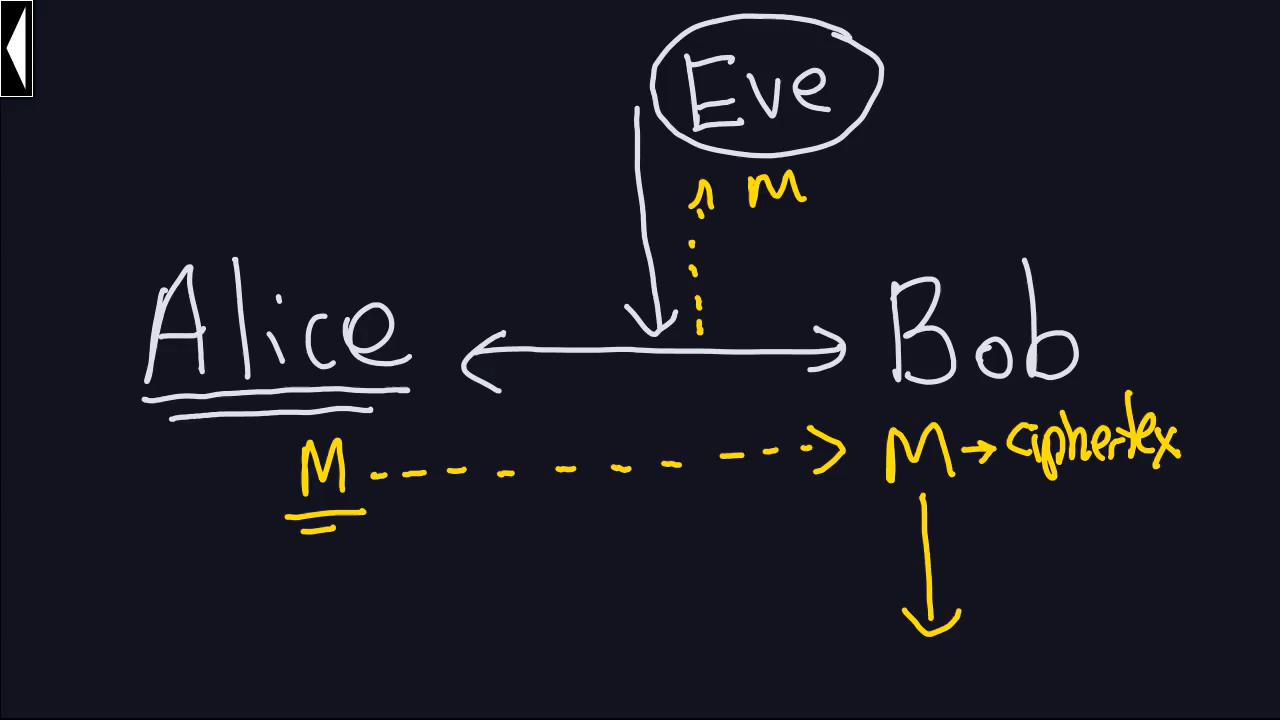 Eve
M
Alice
Bob
M
M → ciphertex